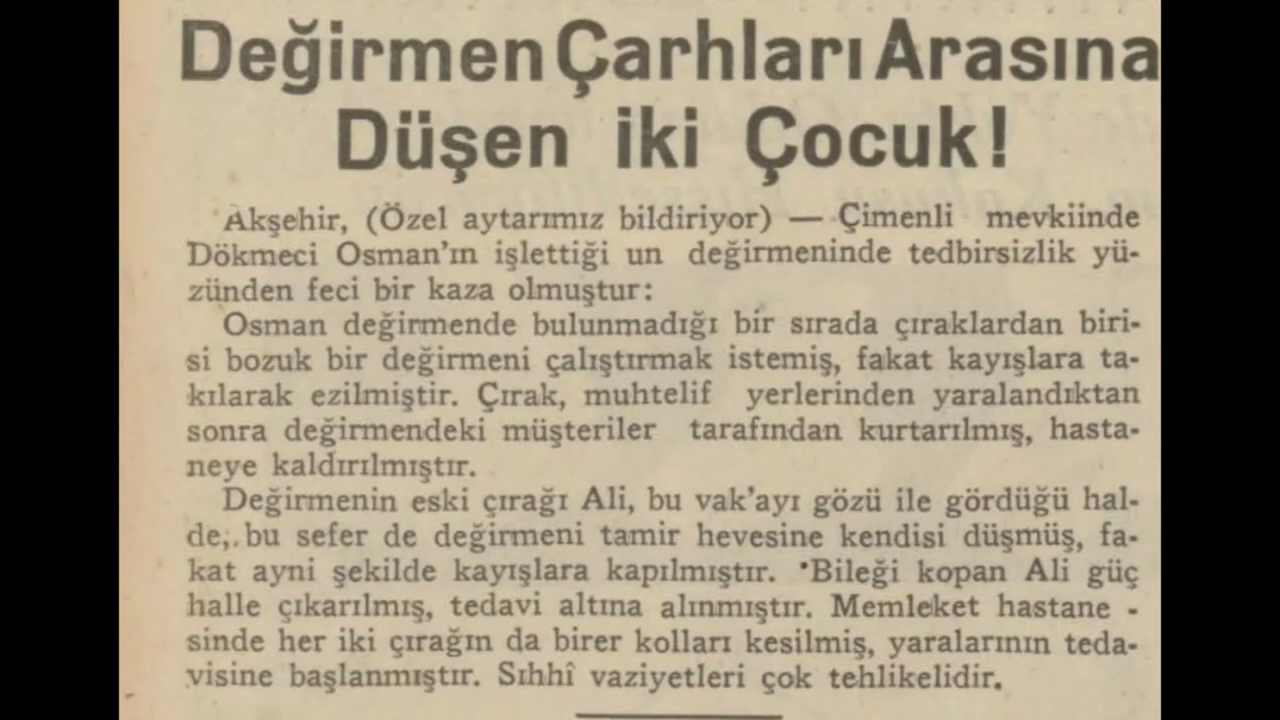 Değirmen Çarhları Arasına
Düşen iki Çocuk!
Akşehir, (Özel aytarımız bildiriyor) — Çimenli mevkiinde
Dökmeci Osman'ın işlettiği un değirmeninde tedbirsizlik yü-
zünden feci bir kaza olmuştur:
Osman değirmende bulunmadığı bir sırada çıraklardan biri-
si bozuk bir değirmeni çalıştırmak istemiş, fakat kayışlara ta-
kılarak ezilmiştir. Çırak, muhtelif yerlerinden yaralandıktan
sonra değirmendeki müşteriler tarafından kurtarılmış, hasta-
neye kaldırılmıştır.
Değirmenin eski çırağı Ali, bu vak'ayı gözü ile gördüğü hal-
de, bu sefer de değirmeni tamir hevesine kendisi düşmüş, fa-
kat ayni şekilde kayışlara kapılmıştır. Bileği kopan Ali güç
halle çıkarılmış, tedavi altına alınmıştır. Memleket hastane -
sinde her iki çırağın da birer kolları kesilmiş, yaralarının teda-
visine başlanmıştır. Sıhhî vaziyetleri çok tehlikelidir.